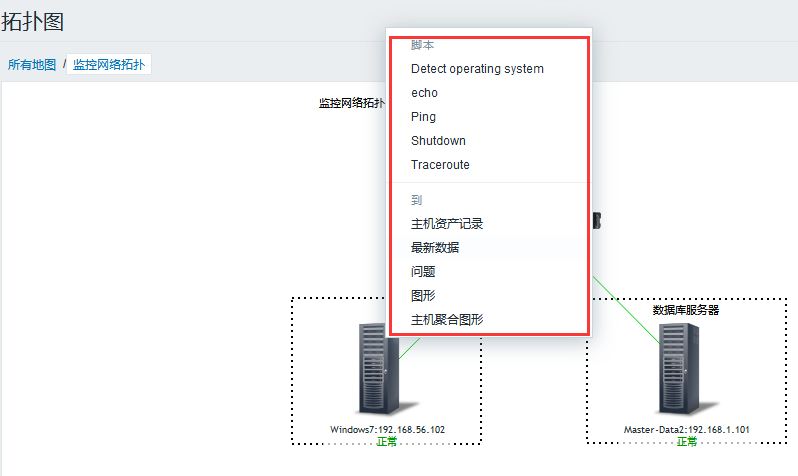 拓扑图
所有地图 / 监控网络拓扑
监控网络拓扑
脚本
Detect operating system
echo
Ping
Shutdown
Traceroute
到
主机资产记录
最新数据
问题
图形
主机聚合图形
数据库服务器
Windows7:192.168.56.102
正常
Master-Data2:192.168.1.101
正常